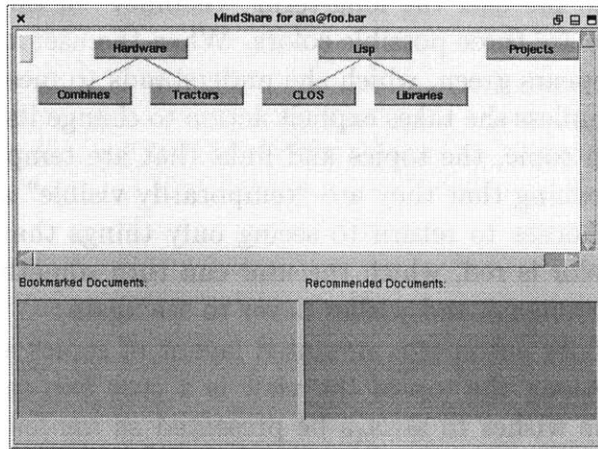 MindShare for ana@foo.bar
Hardware Lisp Projects
Combines Tractors CLOS Libraries
Bookmarked Documents: Recommended Documents: